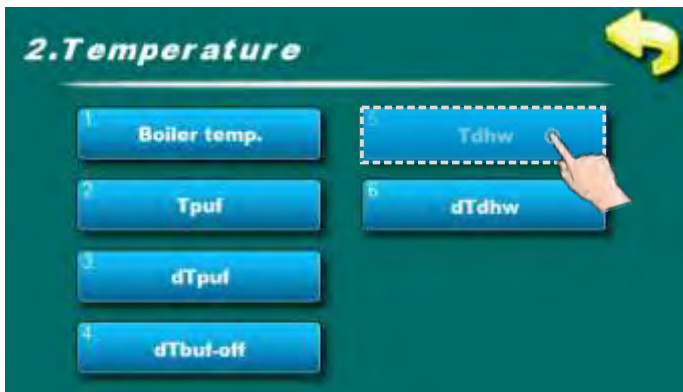 2.Temperature
1
Boiler temp.
2
Tpuf
3
dTpuf
4
dTbuf-off
5
Tdhw
6
dTdhw